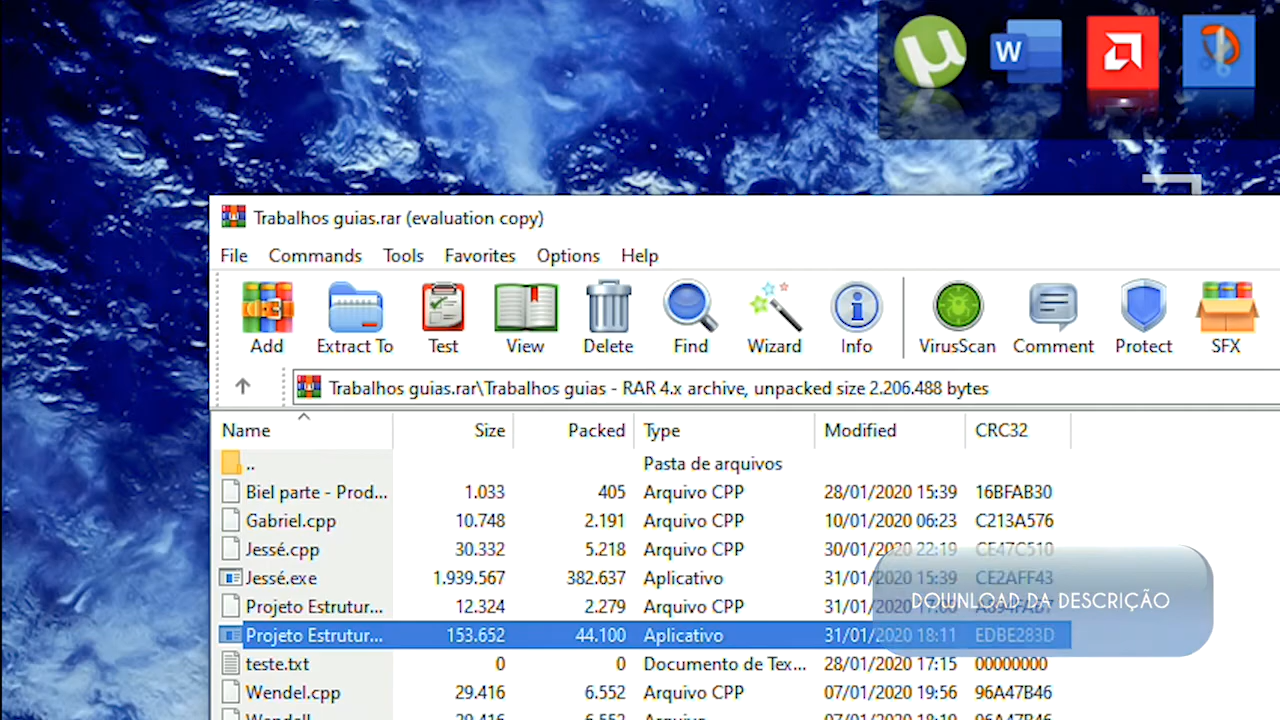 W
Trabalhos guias.rar (evaluation copy)
File Commands Tools Favorites Options Help
Add Extract To Test View Delete Find Wizard Info VirusScan Comment Protect SFX
Trabalhos guias.rar\Trabalhos guias - RAR 4.x archive, unpacked size 2.206.488 bytes
Name Size Packed Type Modified CRC32
.. Pasta de arquivos
Biel parte - Prod... 1.033 405 Arquivo CPP 28/01/2020 15:39 16BFAB30
Gabriel.cpp 10.748 2.191 Arquivo CPP 10/01/2020 06:23 C213A576
Jessé.cpp 30.332 5.218 Arquivo CPP 30/01/2020 22:19 CE47C510
Jessé.exe 1.939.567 382.637 Aplicativo 31/01/2020 15:39 CE2AFF43
Projeto Estrutur... 12.324 2.279 Arquivo CPP 31/01/2020
DOWNLOAD DA DESCRIÇÃO
Projeto Estrutur... 153.652 44.100 Aplicativo 31/01/2020 18:11 EDBE283D
teste.txt 0 0 Documento de Tex... 28/01/2020 17:15 00000000
Wendel.cpp 29.416 6.552 Arquivo CPP 07/01/2020 19:56 96A47B46